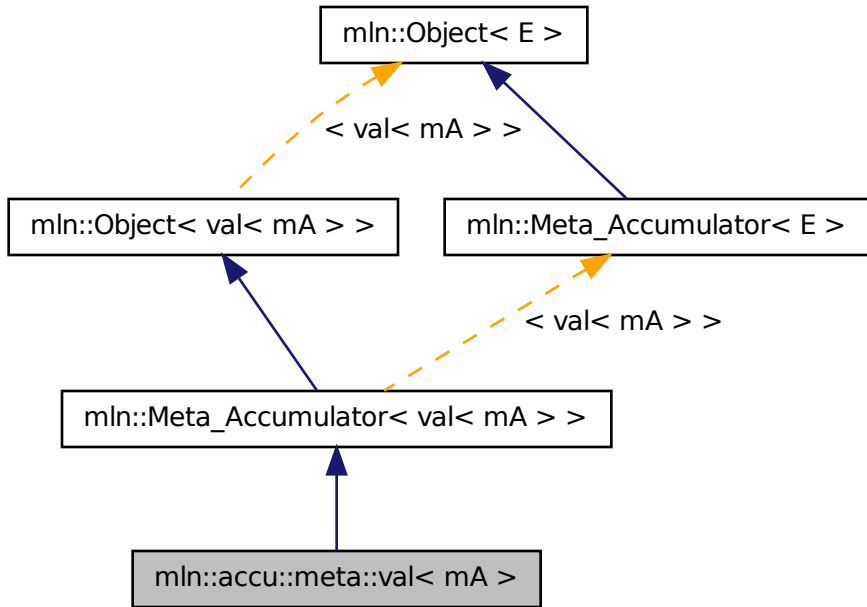 mln::Object< E >
< val< mA > >
mln::Object< val< mA > >
mln::Meta_Accumulator< E >
< val< mA > >
mln::Meta_Accumulator< val< mA > >
mln::accu::meta::val< mA >